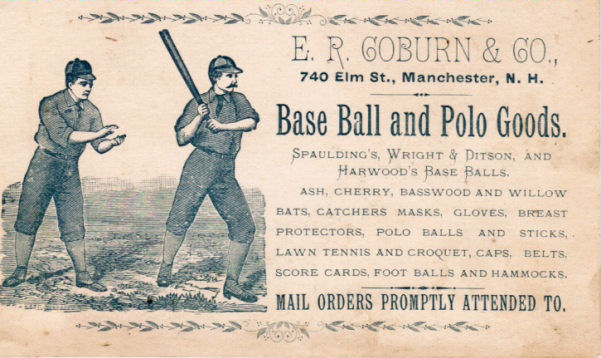 E. R. COBURN & CO.,
740 Elm St., Manchester, N. H.
Base Ball and Polo Goods.
SPAULDING'S, WRIGHT & DITSON, AND
HARWOOD'S BASE BALLS.
ASH, CHERRY, BASSWOOD AND WILLOW
BATS, CATCHERS MASKS, GLOVES, BREAST
PROTECTORS, POLO BALLS AND STICKS,
LAWN TENNIS AND CROQUET, CAPS, BELTS,
SCORE CARDS, FOOT BALLS AND HAMMOCKS.
MAIL ORDERS PROMPTLY ATTENDED TO.